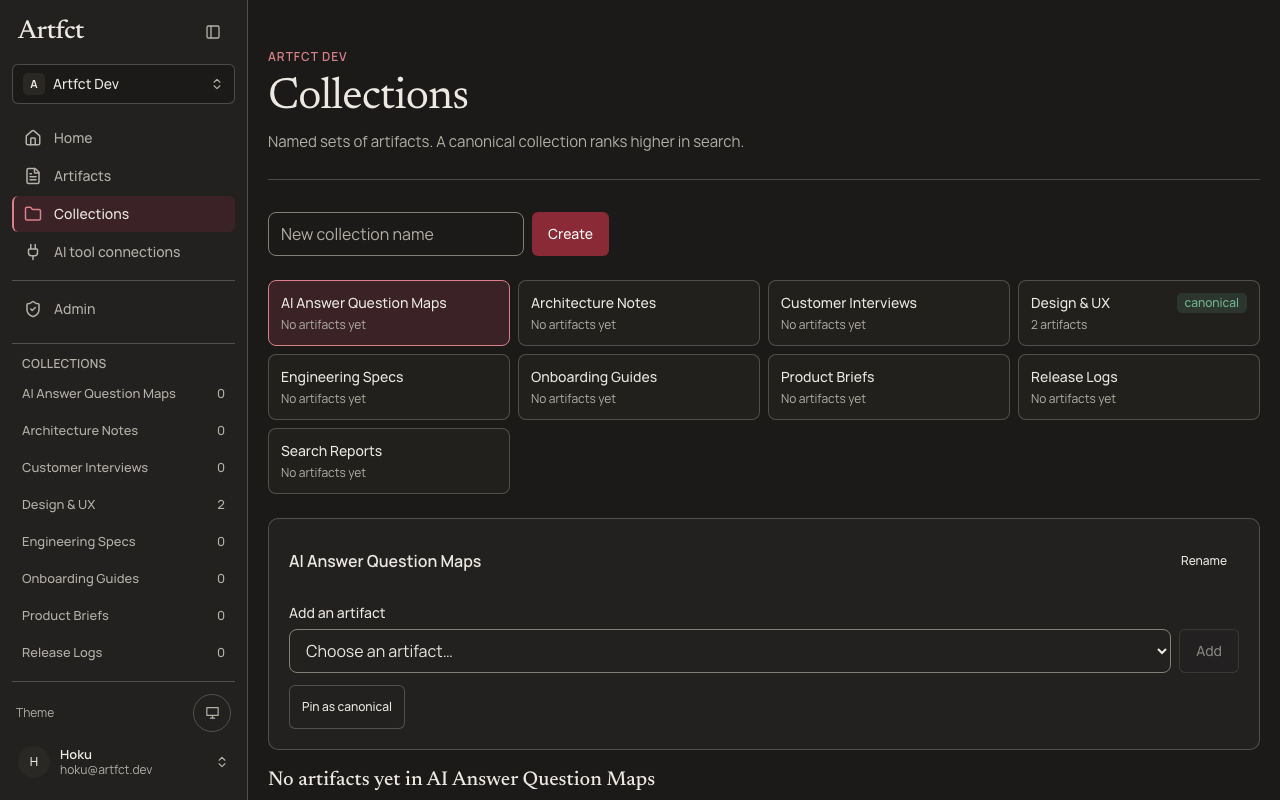 Artfct
A Artfct Dev
Home
Artifacts
Collections
AI tool connections
Admin
COLLECTIONS
AI Answer Question Maps 0
Architecture Notes 0
Customer Interviews 0
Design & UX 2
Engineering Specs 0
Onboarding Guides 0
Product Briefs 0
Release Logs 0
Theme
H Hoku
hoku@artfct.dev
ARTFCT DEV
Collections
Named sets of artifacts. A canonical collection ranks higher in search.
New collection name Create
AI Answer Question Maps
No artifacts yet
Architecture Notes
No artifacts yet
Customer Interviews
No artifacts yet
Design & UX canonical
2 artifacts
Engineering Specs
No artifacts yet
Onboarding Guides
No artifacts yet
Product Briefs
No artifacts yet
Release Logs
No artifacts yet
Search Reports
No artifacts yet
AI Answer Question Maps Rename
Add an artifact
Choose an artifact… Add
Pin as canonical
No artifacts yet in AI Answer Question Maps